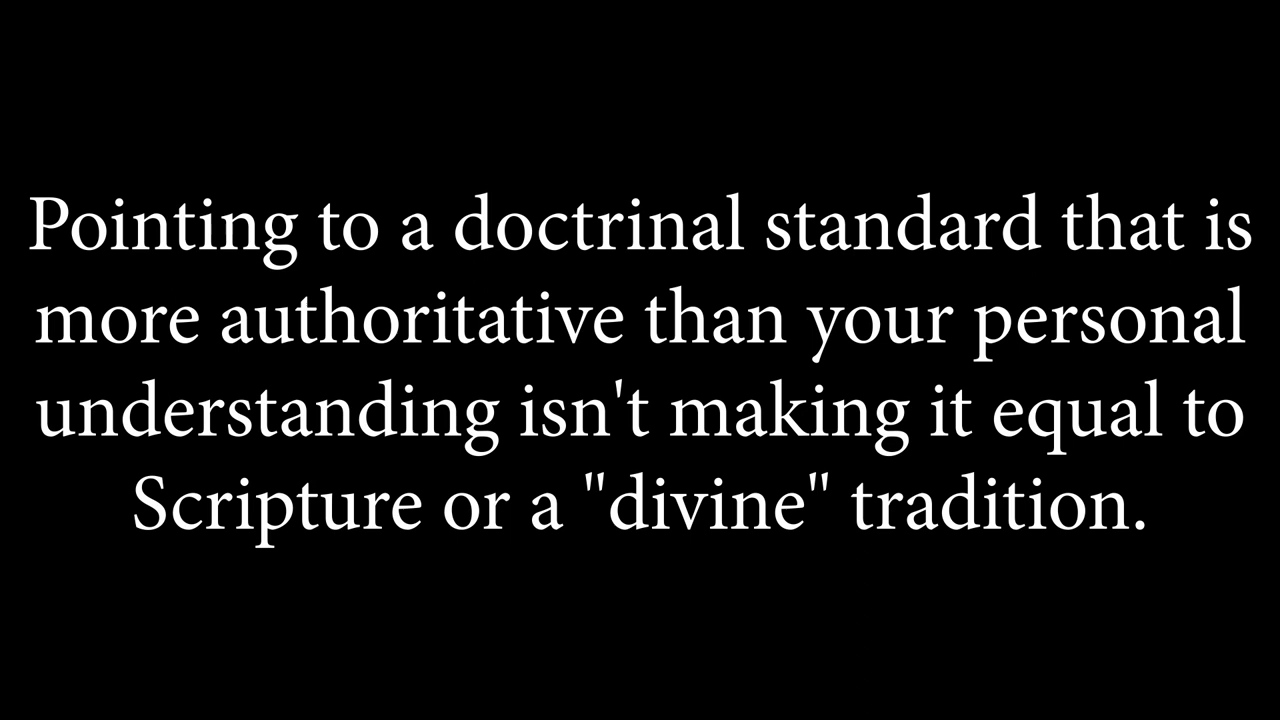 Pointing to a doctrinal standard that is
more authoritative than your personal
understanding isn't making it equal to
Scripture or a "divine" tradition.